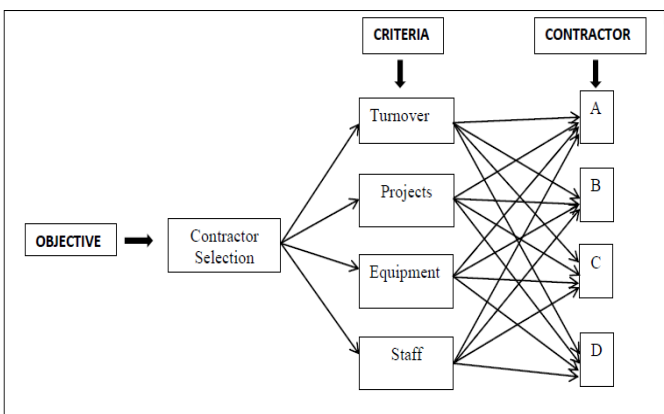 CRITERIA
CONTRACTOR
Turnover
A
Projects
B
OBJECTIVE
Contractor
Selection
Equipment
C
Staff
D